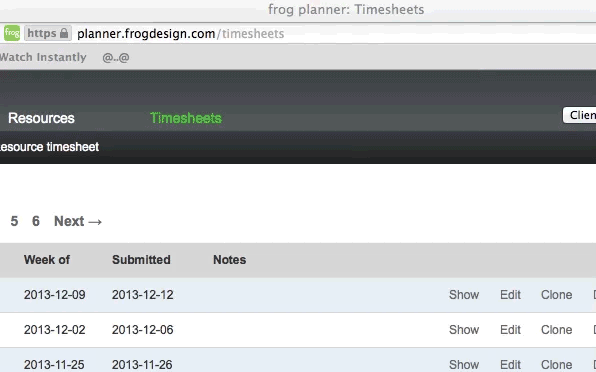 frog planner: Timesheets
frog https planner.frogdesign.com/timesheets
Watch Instantly @..@
Resources Timesheets Clien
esource timesheet
5 6 Next →
Week of Submitted Notes
2013-12-09 2013-12-12 Show Edit Clone D
2013-12-02 2013-12-06 Show Edit Clone D
2013-11-25 2013-11-26 Show Edit Clone D